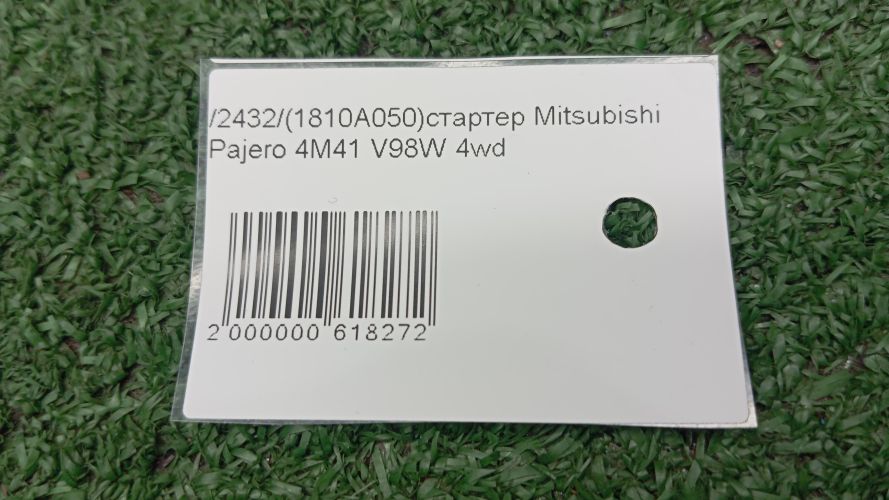 /2432/(1810A050)стартер Mitsubishi
Pajero 4M41 V98W 4wd
2 000000 618272